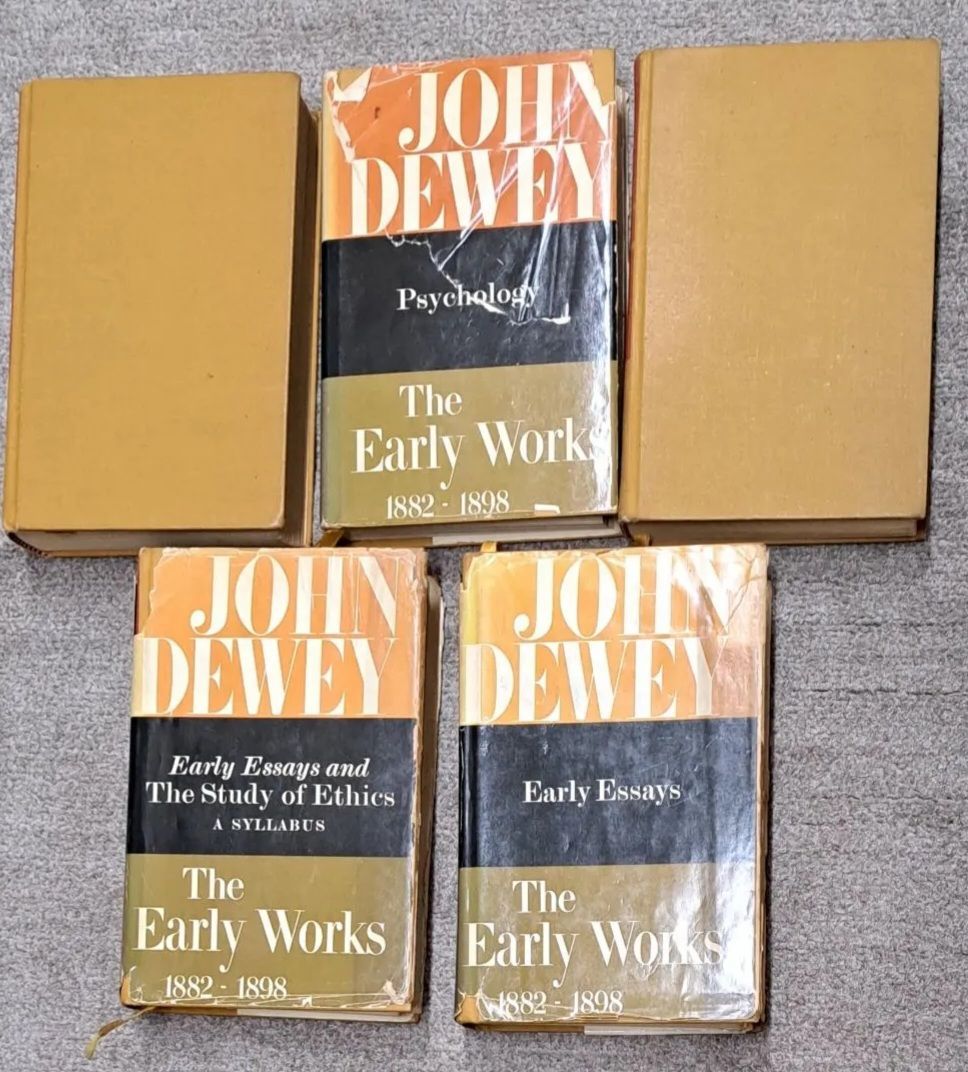 JOHN
DEWEY
Psychology
The
Early Works
1882 - 1898
JOHN
DEWEY
Early Essays and
The Study of Ethics
A SYLLABUS
The
Early Works
1882 - 1898
JOHN
DEWEY
Early Essays
The
Early Works
1882 - 1898